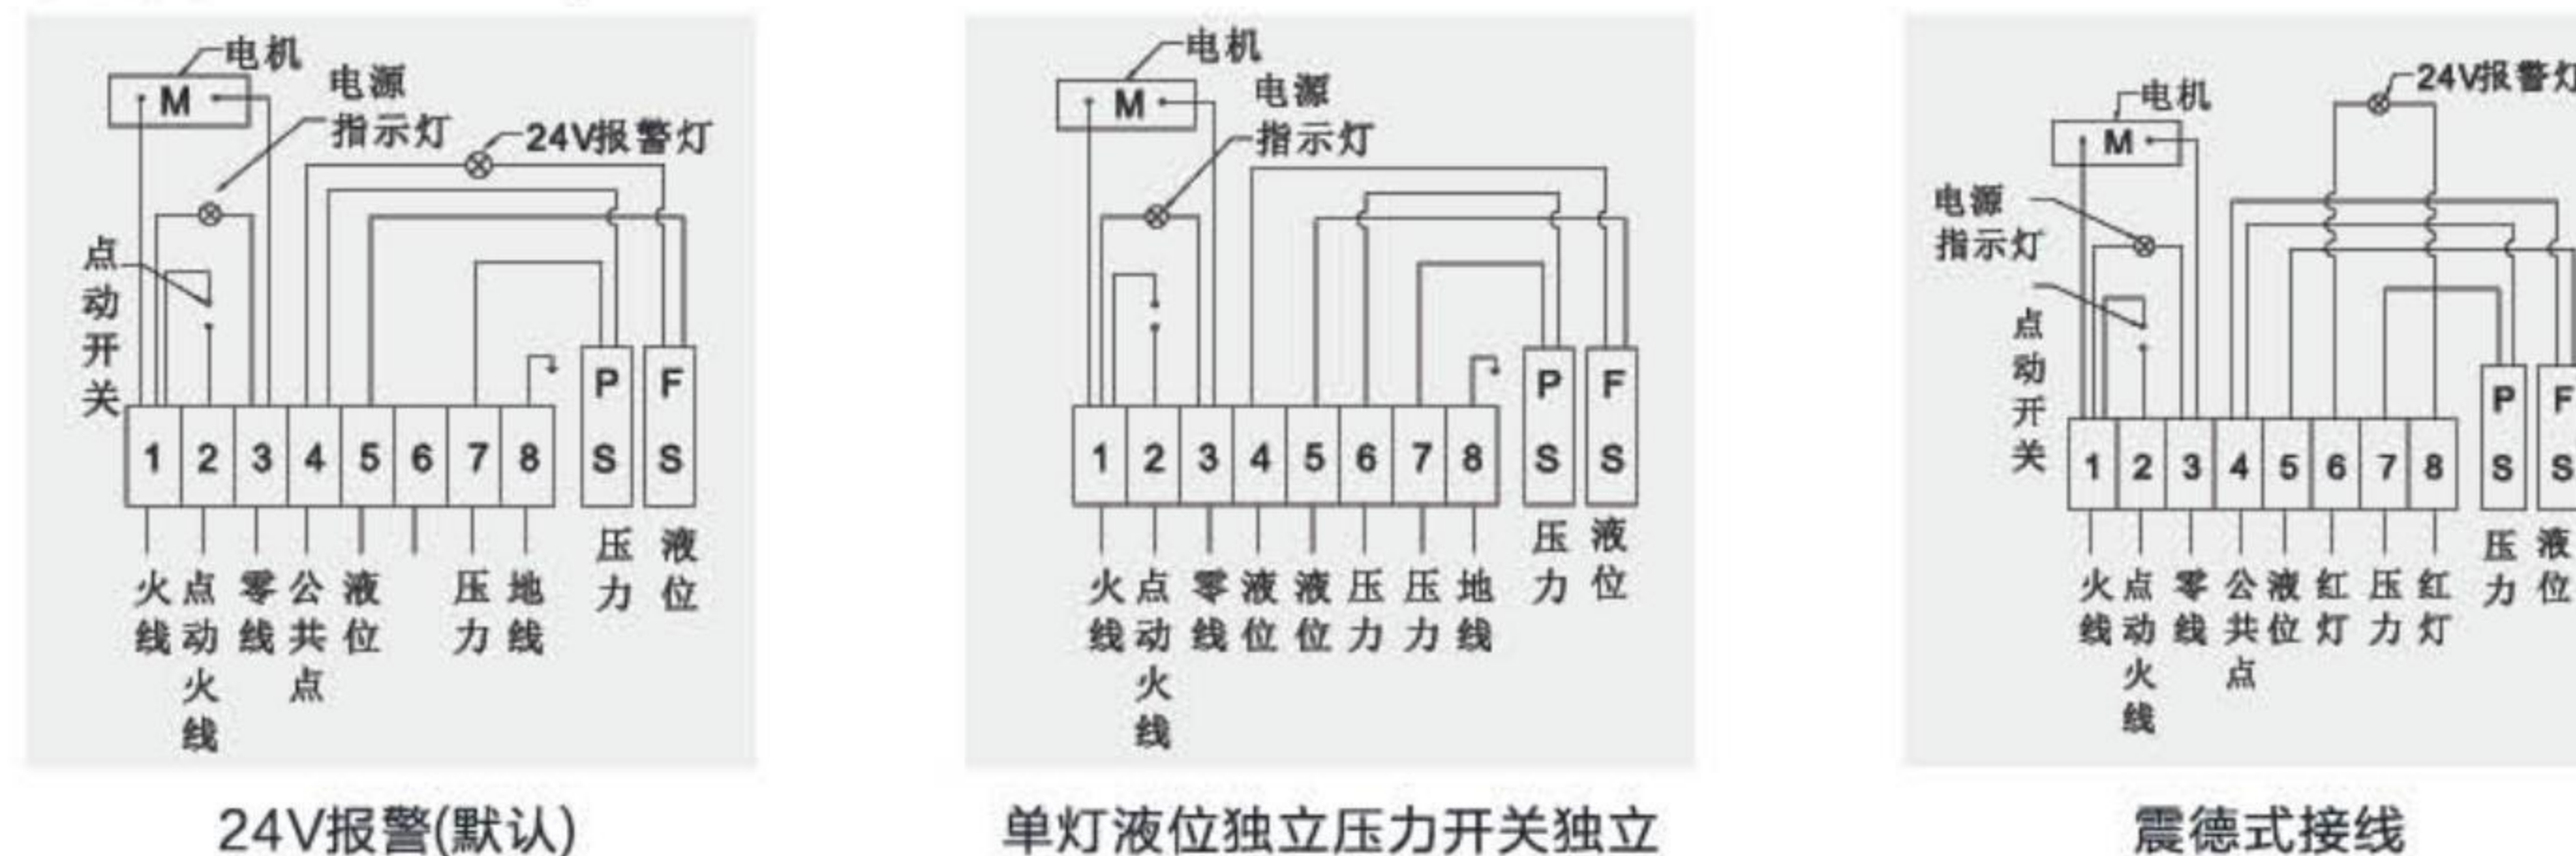 电机
M
电源
指示灯
24V报警灯
点动开关
1 2 3 4 5 6 7 8
P S
F S
火线
点动火线
零线
公共点
液位
压力
地线
压力
液位
24V报警(默认)
电机
M
电源
指示灯
1 2 3 4 5 6 7 8
P S
F S
火线
点动火线
零线
液位
液位
压力
压力
地线
压力
液位
单灯液位独立压力开关独立
电机
M
24V报警灯
电源
指示灯
点动开关
1 2 3 4 5 6 7 8
P S
F S
火线
点动火线
零线
公共点
液位
红灯
压力
红灯
压力
液位
震德式接线